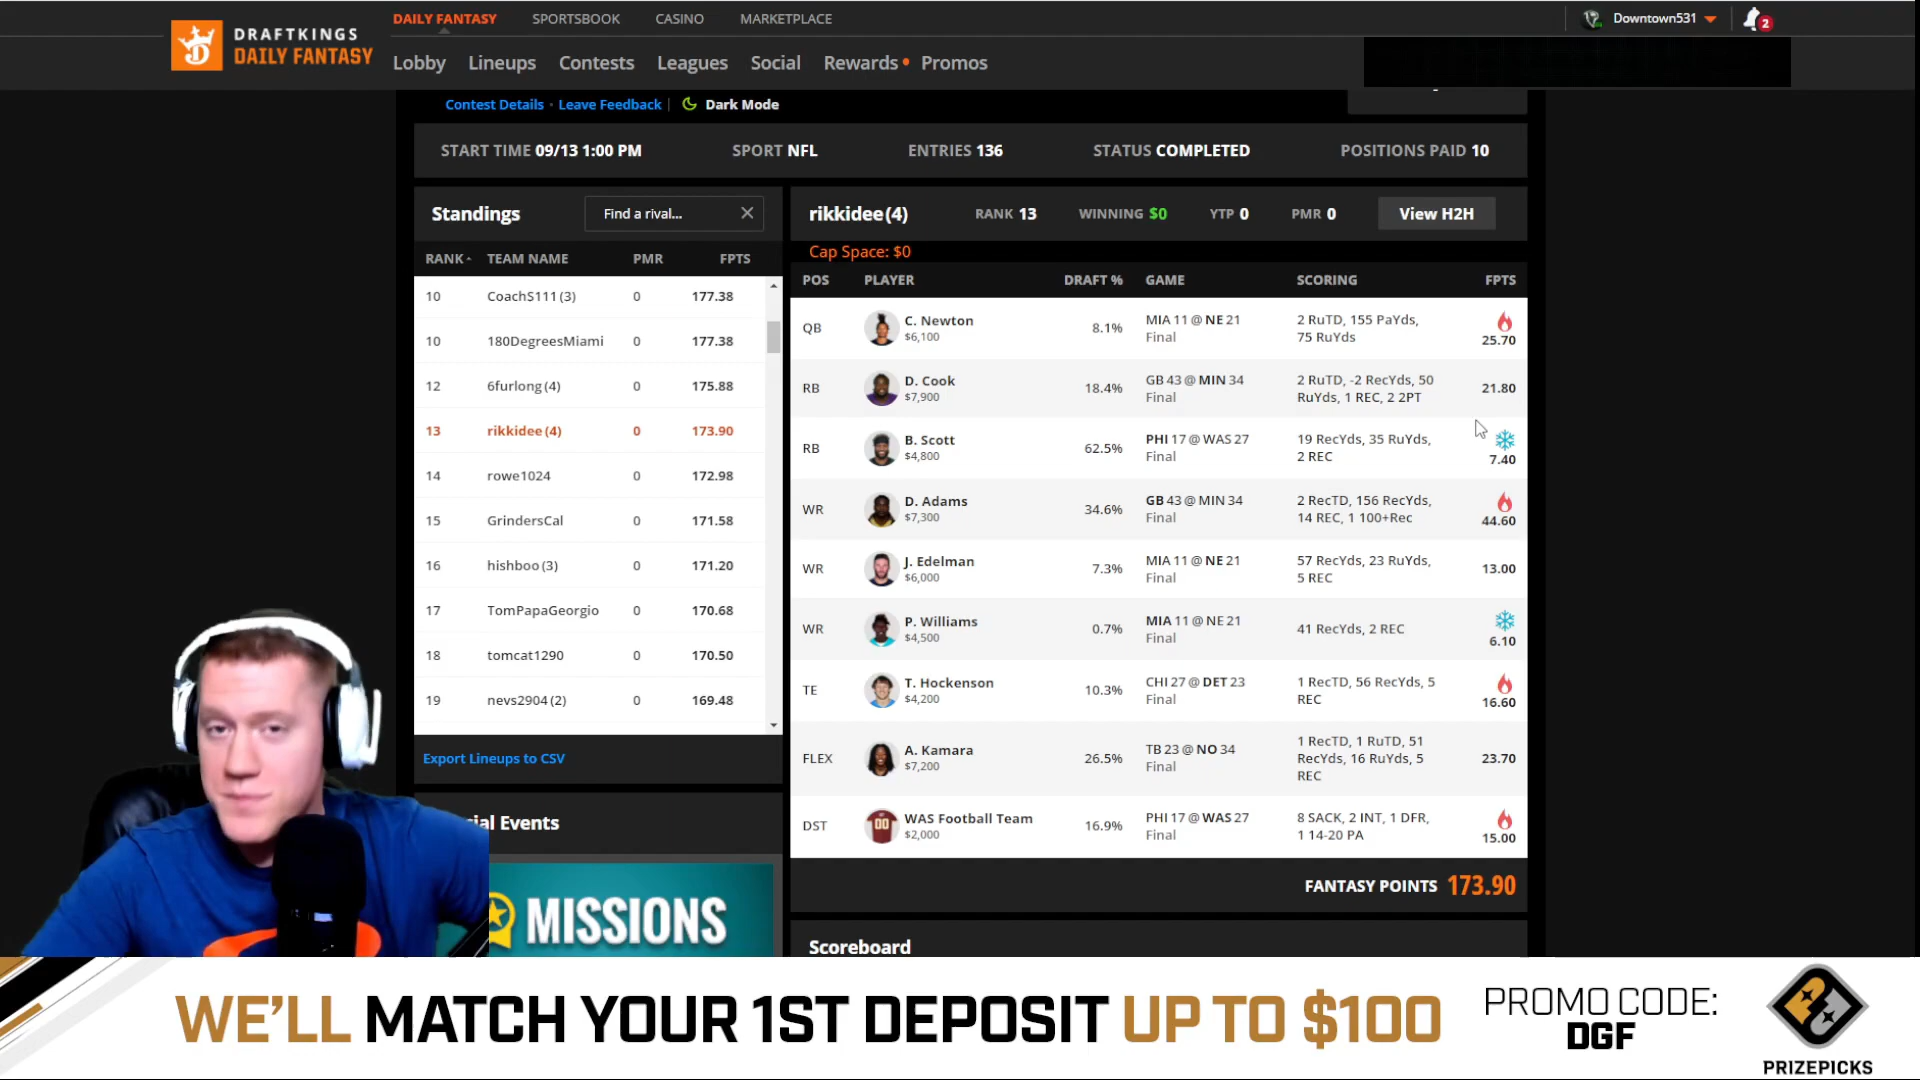 DAILY FANTASY SPORTSBOOK CASINO MARKETPLACE Downtown531 2
DRAFTKINGS
DAILY FANTASY
Lobby Lineups Contests Leagues Social Rewards Promos
Contest Details Leave Feedback Dark Mode
START TIME 09/13 1:00 PM SPORT NFL ENTRIES 136 STATUS COMPLETED POSITIONS PAID 10
Standings Find a rival...
RANK TEAM NAME PMR FPTS
10 CoachS111 (3) 0 177.38
10 180DegreesMiami 0 177.38
12 6furlong (4) 0 175.88
13 rikkidee (4) 0 173.90
14 rowe1024 0 172.98
15 GrindersCal 0 171.58
16 hishboo (3) 0 171.20
17 TomPapaGeorgio 0 170.68
18 tomcat1290 0 170.50
19 nevs2904 (2) 0 169.48
Export Lineups to CSV
ial Events
MISSIONS
rikkidee(4) RANK 13 WINNING $0 YTP 0 PMR 0 View H2H
Cap Space: $0
POS PLAYER DRAFT % GAME SCORING FPTS
QB C. Newton $6,100 8.1% MIA 11 @ NE 21 Final 2 RuTD, 155 PaYds, 75 RuYds 25.70
RB D. Cook $7,900 18.4% GB 43 @ MIN 34 Final 2 RuTD, -2 RecYds, 50 RuYds, 1 REC, 2 2PT 21.80
RB B. Scott $4,800 62.5% PHI 17 @ WAS 27 Final 19 RecYds, 35 RuYds, 2 REC 7.40
WR D. Adams $7,300 34.6% GB 43 @ MIN 34 Final 2 RecTD, 156 RecYds, 14 REC, 1 100+Rec 44.60
WR J. Edelman $6,000 7.3% MIA 11 @ NE 21 Final 57 RecYds, 23 RuYds, 5 REC 13.00
WR P. Williams $4,500 0.7% MIA 11 @ NE 21 Final 41 RecYds, 2 REC 6.10
TE T. Hockenson $4,200 10.3% CHI 27 @ DET 23 Final 1 RecTD, 56 RecYds, 5 REC 16.60
FLEX A. Kamara $7,200 26.5% TB 23 @ NO 34 Final 1 RecTD, 1 RuTD, 51 RecYds, 16 RuYds, 5 REC 23.70
DST WAS Football Team $2,000 16.9% PHI 17 @ WAS 27 Final 8 SACK, 2 INT, 1 DFR, 1 14-20 PA 15.00
FANTASY POINTS 173.90
Scoreboard
WE'LL MATCH YOUR 1ST DEPOSIT UP TO $100
PROMO CODE:
DGF
PRIZEPICKS